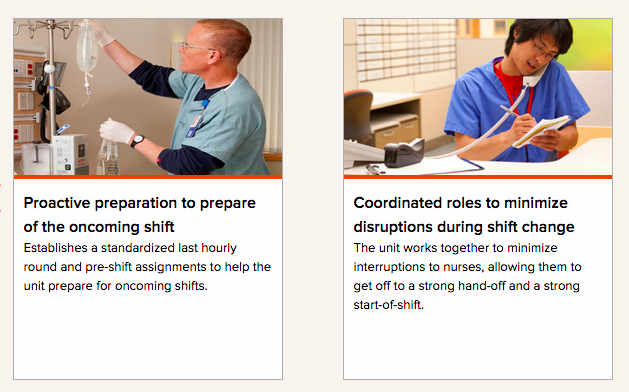 Proactive preparation to prepare
of the oncoming shift
Establishes a standardized last hourly
round and pre-shift assignments to help the
unit prepare for oncoming shifts.
Coordinated roles to minimize
disruptions during shift change
The unit works together to minimize
interruptions to nurses, allowing them to
get off to a strong hand-off and a strong
start-of-shift.